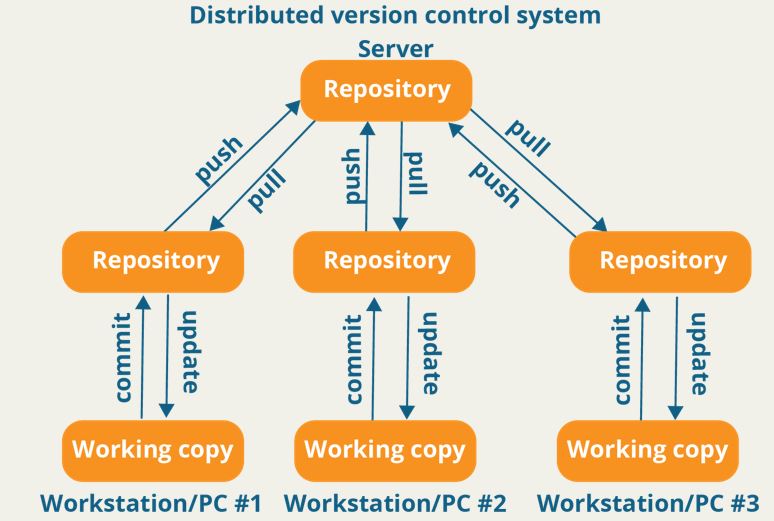 Distributed version control system
Server
Repository
push
pull
push
pull
push
pull
Repository
Repository
Repository
commit
update
commit
update
commit
update
Working copy
Working copy
Working copy
Workstation/PC #1
Workstation/PC #2
Workstation/PC #3